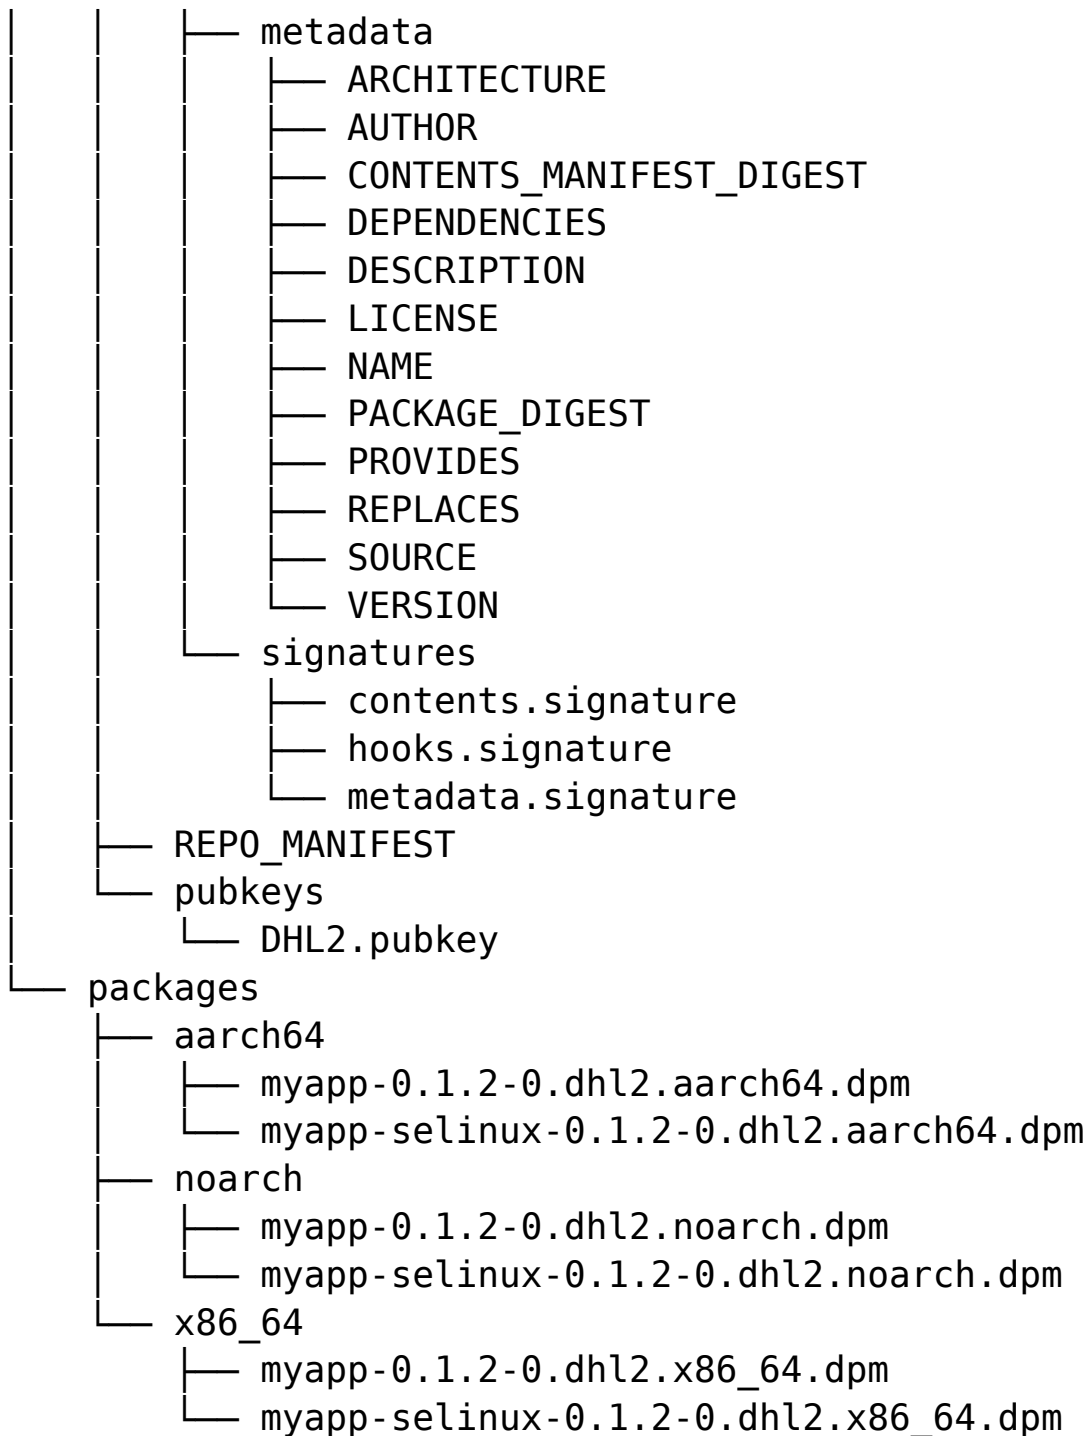 │   │   ├── metadata
│   │   │   ├── ARCHITECTURE
│   │   │   ├── AUTHOR
│   │   │   ├── CONTENTS_MANIFEST_DIGEST
│   │   │   ├── DEPENDENCIES
│   │   │   ├── DESCRIPTION
│   │   │   ├── LICENSE
│   │   │   ├── NAME
│   │   │   ├── PACKAGE_DIGEST
│   │   │   ├── PROVIDES
│   │   │   ├── REPLACES
│   │   │   ├── SOURCE
│   │   │   └── VERSION
│   │   └── signatures
│   │       ├── contents.signature
│   │       ├── hooks.signature
│   │       └── metadata.signature
│   ├── REPO_MANIFEST
│   └── pubkeys
│       └── DHL2.pubkey
└── packages
    ├── aarch64
    │   ├── myapp-0.1.2-0.dhl2.aarch64.dpm
    │   └── myapp-selinux-0.1.2-0.dhl2.aarch64.dpm
    ├── noarch
    │   ├── myapp-0.1.2-0.dhl2.noarch.dpm
    │   └── myapp-selinux-0.1.2-0.dhl2.noarch.dpm
    └── x86_64
        ├── myapp-0.1.2-0.dhl2.x86_64.dpm
        └── myapp-selinux-0.1.2-0.dhl2.x86_64.dpm